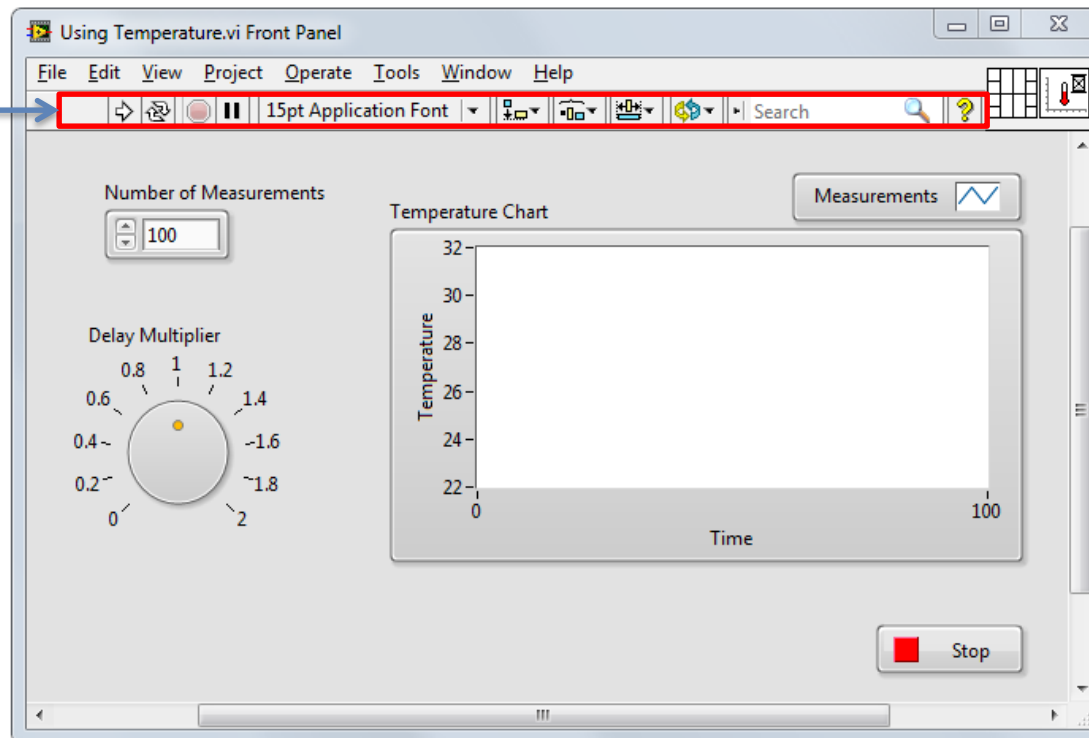 Using Temperature.vi Front Panel
File Edit View Project Operate Tools Window Help
15pt Application Font Search ?
Number of Measurements
100
Measurements
Temperature Chart
32
30
28
26
24
22
Temperature
0 100
Time
Delay Multiplier
0 0.2 0.4 0.6 0.8 1 1.2 1.4 1.6 1.8 2
Stop